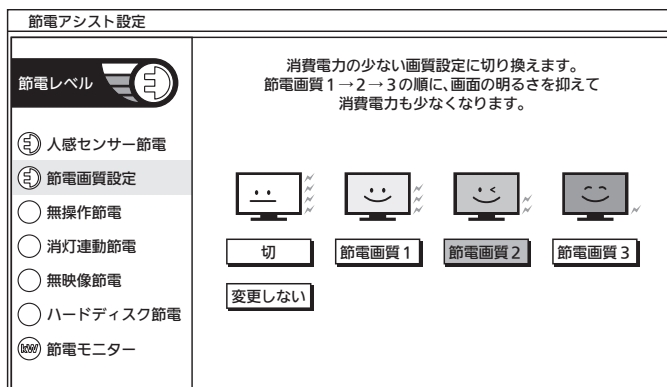 節電アシスト設定
節電レベル
人感センサー節電
節電画質設定
無操作節電
消灯連動節電
無映像節電
ハードディスク節電
節電モニター
消費電力の少ない画質設定に切り換えます。
節電画質1→2→3の順に、画面の明るさを抑えて
消費電力も少なくなります。
切
節電画質1
節電画質2
節電画質3
変更しない